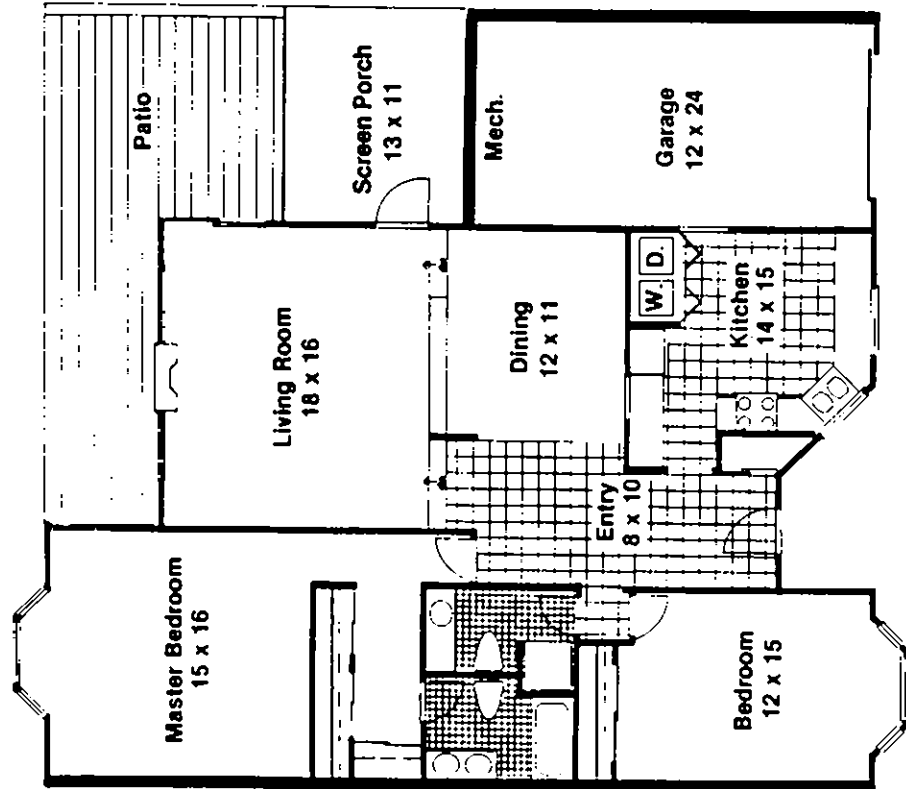 Patio
Screen Porch
13 x 11
Mech.
Garage
12 x 24
Living Room
18 x 16
Dining
12 x 11
W.
D.
Kitchen
14 x 15
Entry
8 x 10
Master Bedroom
15 x 16
Bedroom
12 x 15